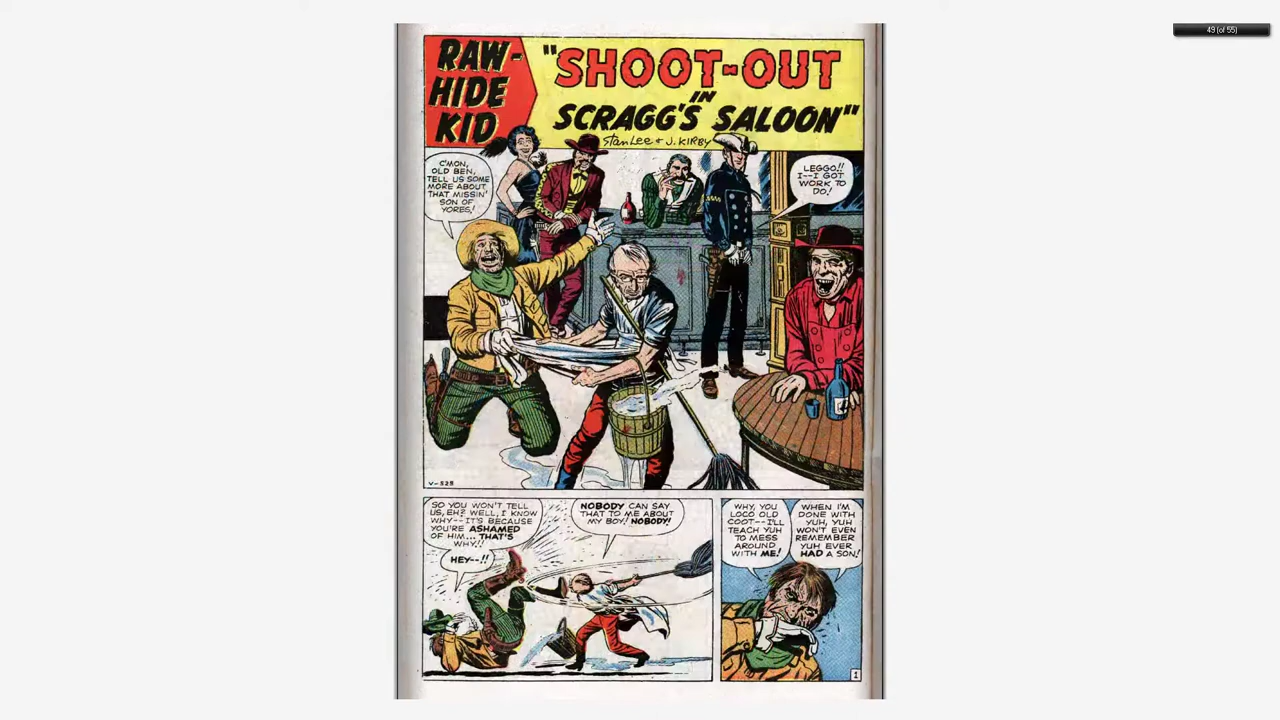 49 (of 55)
RAW-
HIDE
KID
"SHOOT-OUT
IN
SCRAGG'S SALOON"
Stan Lee + J. KIRBY
C'MON,
OLD BEN,
TELL US SOME
MORE ABOUT
THAT MISSIN'
SON OF
YORES!
LEGGO!!
I--I GOT
WORK TO
DO!
V-525
SO YOU WON'T TELL
US, EH? WELL, I KNOW
WHY--IT'S BECAUSE
YOU'RE ASHAMED
OF HIM... THAT'S
WHY!!
HEY--!!
NOBODY CAN SAY
THAT TO ME ABOUT
MY BOY! NOBODY!
WHY, YOU
LOCO OLD
COOT--I'LL
TEACH YUH
TO MESS
AROUND
WITH ME!
WHEN I'M
DONE WITH
YUH, YUH
WON'T EVEN
REMEMBER
YUH EVER
HAD A SON!
1